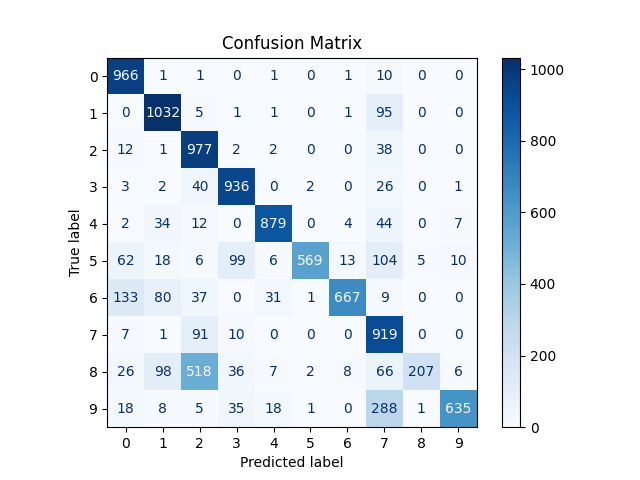 Confusion Matrix
0 966 1 1 0 1 0 1 10 0 0
1 0 1032 5 1 1 0 1 95 0 0
2 12 1 977 2 2 0 0 38 0 0
3 3 2 40 936 0 2 0 26 0 1
4 2 34 12 0 879 0 4 44 0 7
5 62 18 6 99 6 569 13 104 5 10
6 133 80 37 0 31 1 667 9 0 0
7 7 1 91 10 0 0 0 919 0 0
8 26 98 518 36 7 2 8 66 207 6
9 18 8 5 35 18 1 0 288 1 635
0 1 2 3 4 5 6 7 8 9
Predicted label
True label
1000
800
600
400
200
0